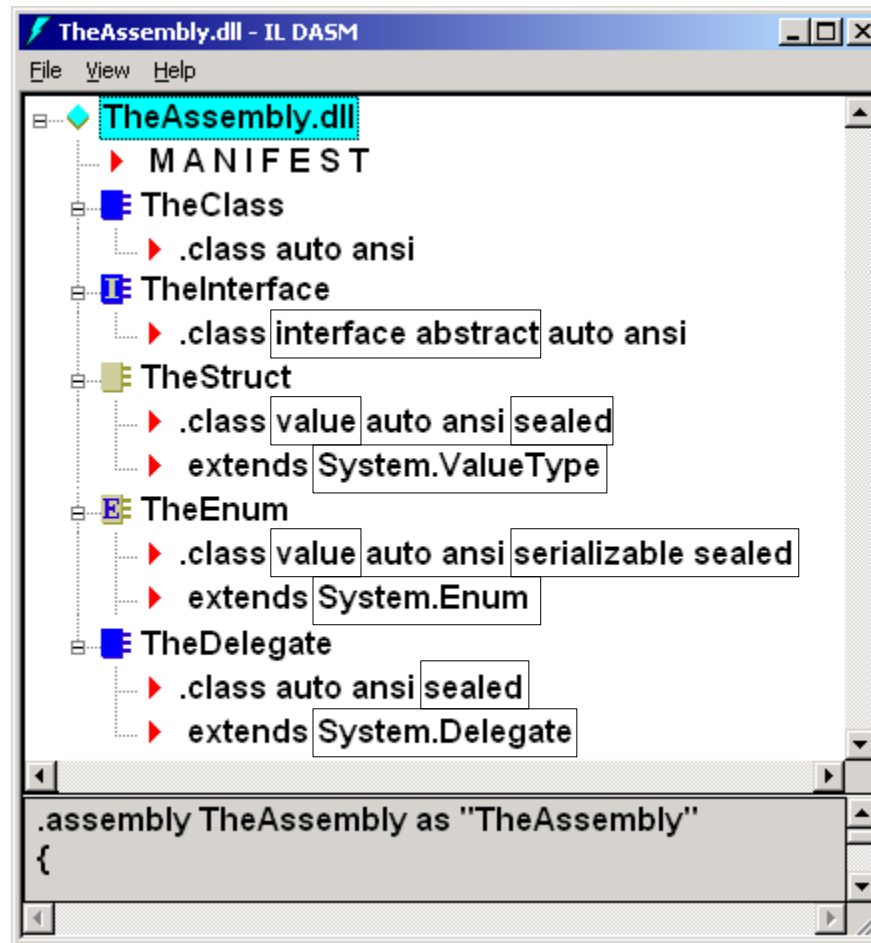 TheAssembly.dll - IL DASM
File View Help
TheAssembly.dll
M A N I F E S T
TheClass
.class auto ansi
TheInterface
.class interface abstract auto ansi
TheStruct
.class value auto ansi sealed
extends System.ValueType
TheEnum
.class value auto ansi serializable sealed
extends System.Enum
TheDelegate
.class auto ansi sealed
extends System.Delegate
.assembly TheAssembly as "TheAssembly"
{